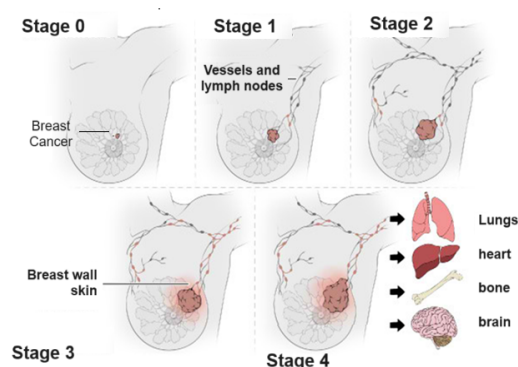 Stage 0
Stage 1
Stage 2
Vessels and
lymph nodes
Breast
Cancer
Lungs
heart
Breast wall
skin
bone
brain
Stage 3
Stage 4